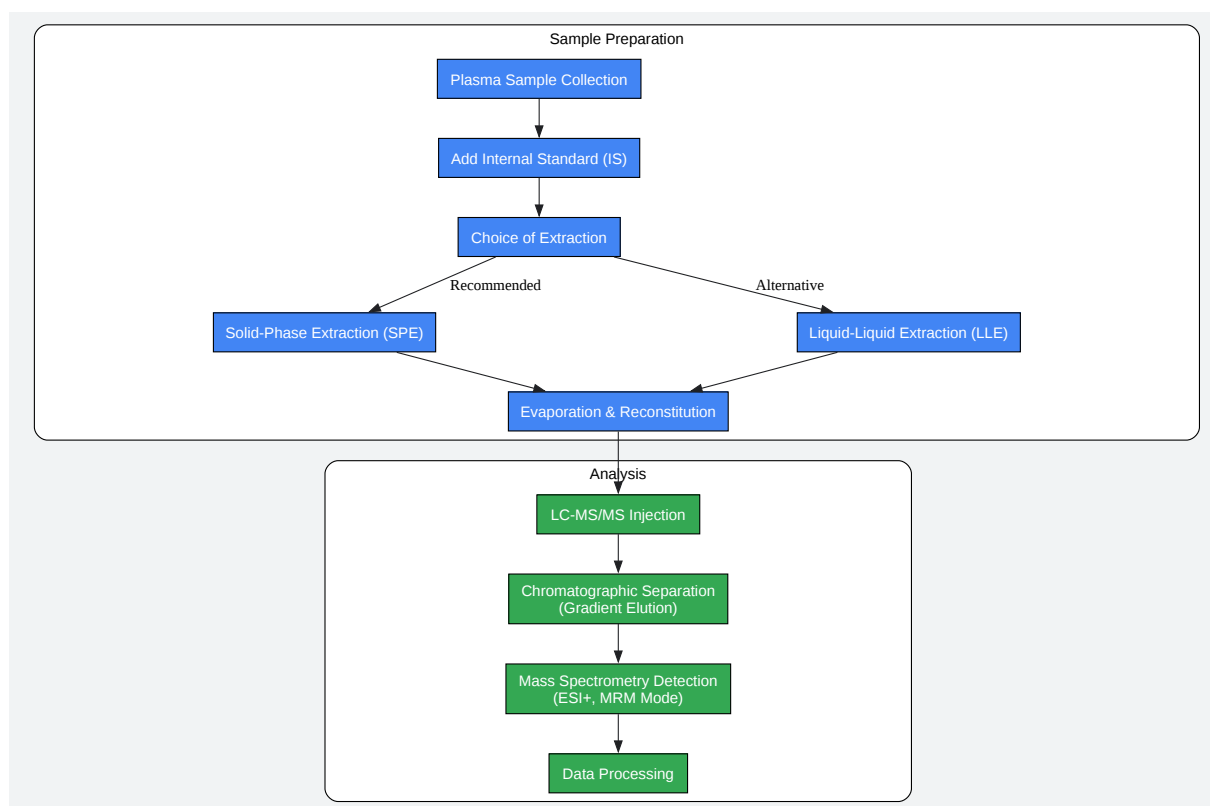 Sample Preparation
Plasma Sample Collection
Add Internal Standard (IS)
Choice of Extraction
Recommended
Alternative
Solid-Phase Extraction (SPE)
Liquid-Liquid Extraction (LLE)
Evaporation & Reconstitution
Analysis
LC-MS/MS Injection
Chromatographic Separation
(Gradient Elution)
Mass Spectrometry Detection
(ESI+, MRM Mode)
Data Processing